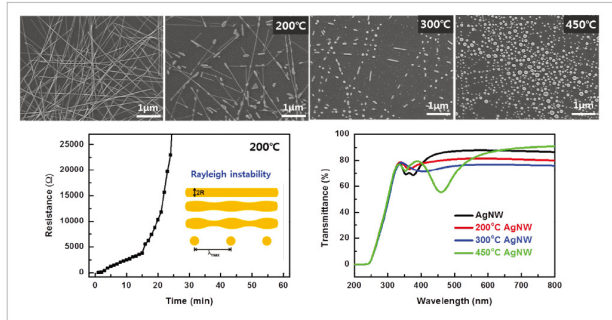 200℃
300℃
450℃
1μm
1μm
1μm
1μm
200℃
Rayleigh instability
2R
λmax
Resistance (Ω)
25000
20000
15000
10000
5000
0
0 10 20 30 40 50 60
Time (min)
Transmittance (%)
100
80
60
40
20
0
AgNW
200°C AgNW
300°C AgNW
450°C AgNW
200 300 400 500 600 700 800
Wavelength (nm)